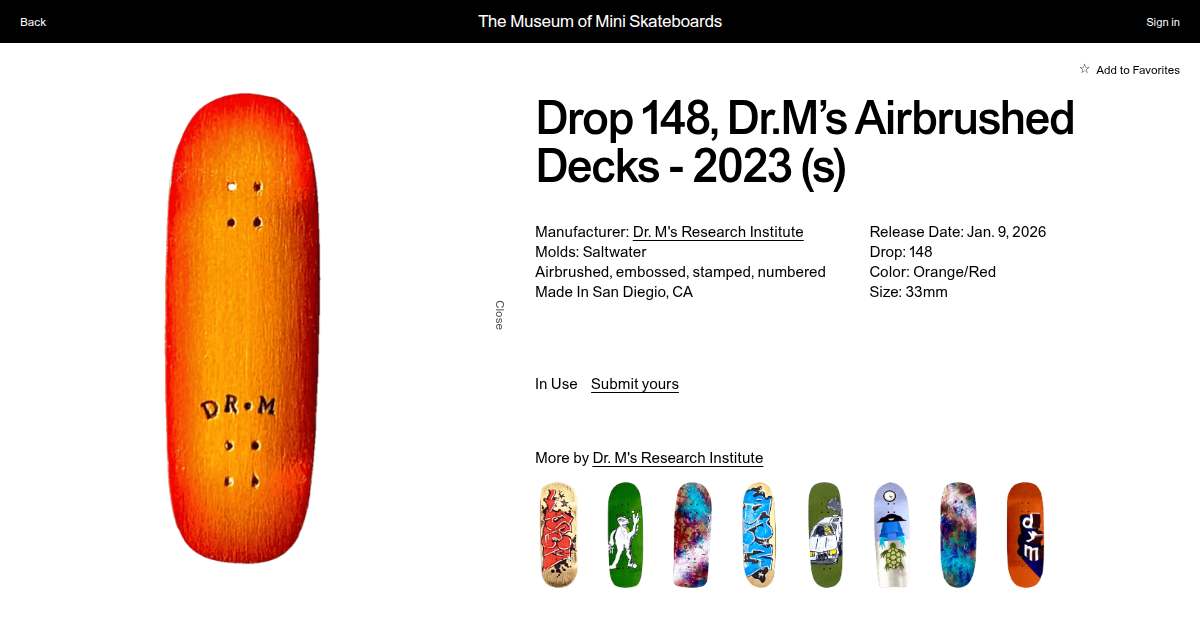 Back
The Museum of Mini Skateboards
Sign in
☆ Add to Favorites
Drop 148, Dr.M’s Airbrushed
Decks - 2023 (s)
Manufacturer: Dr. M's Research Institute
Molds: Saltwater
Airbrushed, embossed, stamped, numbered
Made In San Diegio, CA
Release Date: Jan. 9, 2026
Drop: 148
Color: Orange/Red
Size: 33mm
Close
DR•M
In Use Submit yours
More by Dr. M's Research Institute